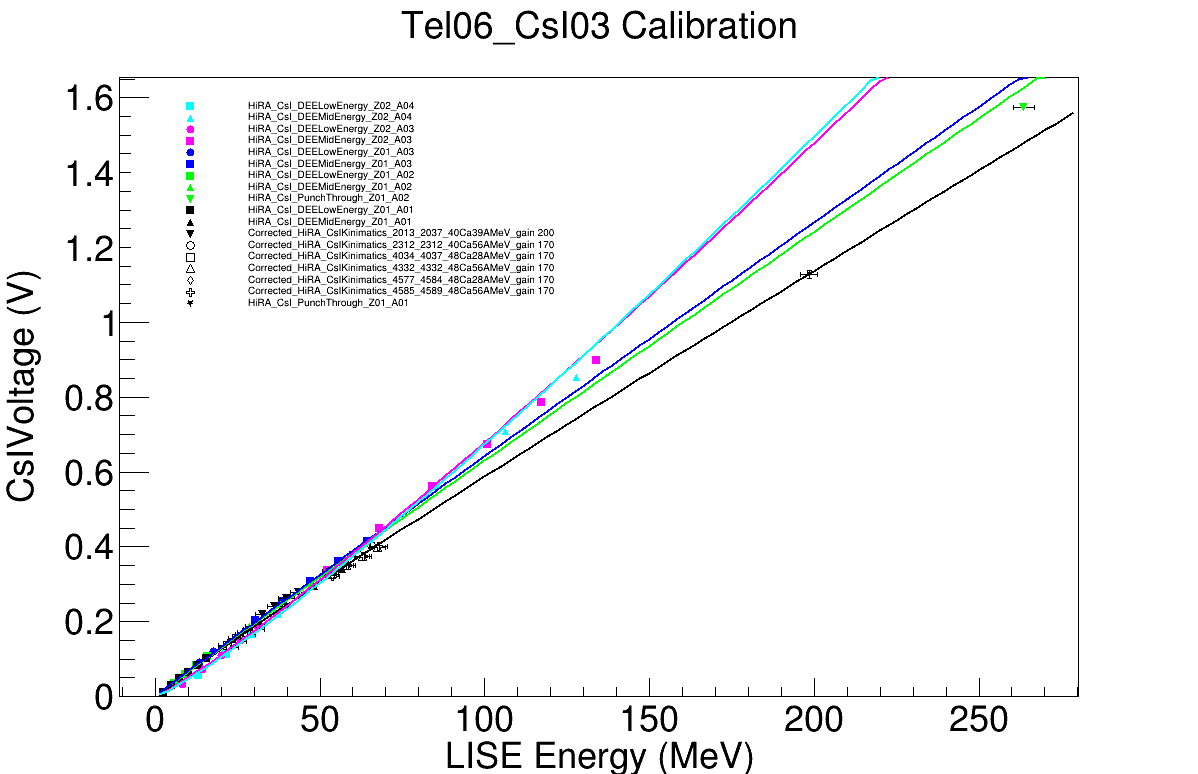 Tel06_CsI03 Calibration
1.6
1.4
1.2
1
0.8
0.6
0.4
0.2
0
CsIVoltage (V)
HiRA_CsI_DEELowEnergy_Z02_A04
HiRA_CsI_DEEMidEnergy_Z02_A04
HiRA_CsI_DEELowEnergy_Z02_A03
HiRA_CsI_DEEMidEnergy_Z02_A03
HiRA_CsI_DEELowEnergy_Z01_A03
HiRA_CsI_DEEMidEnergy_Z01_A03
HiRA_CsI_DEELowEnergy_Z01_A02
HiRA_CsI_DEEMidEnergy_Z01_A02
HiRA_CsI_PunchThrough_Z01_A02
HiRA_CsI_DEELowEnergy_Z01_A01
HiRA_CsI_DEEMidEnergy_Z01_A01
Corrected_HiRA_CsIKinimatics_2013_2037_40Ca39AMeV_gain 200
Corrected_HiRA_CsIKinimatics_2312_2312_40Ca56AMeV_gain 170
Corrected_HiRA_CsIKinimatics_4034_4037_48Ca28AMeV_gain 170
Corrected_HiRA_CsIKinimatics_4332_4332_48Ca56AMeV_gain 170
Corrected_HiRA_CsIKinimatics_4577_4584_48Ca28AMeV_gain 170
Corrected_HiRA_CsIKinimatics_4585_4589_48Ca56AMeV_gain 170
HiRA_CsI_PunchThrough_Z01_A01
0 50 100 150 200 250
LISE Energy (MeV)